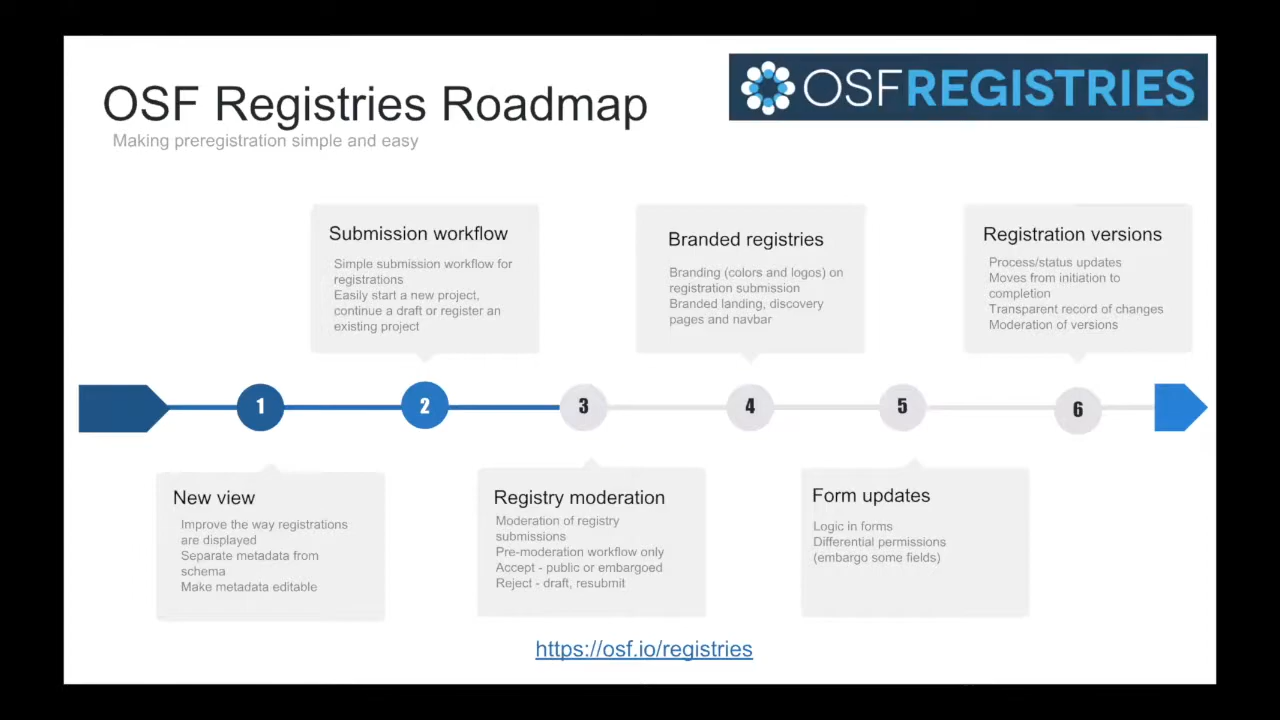 OSF Registries Roadmap
Making preregistration simple and easy
OSFREGISTRIES
Submission workflow
Simple submission workflow for
registrations
Easily start a new project,
continue a draft or register an
existing project
Branded registries
Branding (colors and logos) on
registration submission
Branded landing, discovery
pages and navbar
Registration versions
Process/status updates
Moves from initiation to
completion
Transparent record of changes
Moderation of versions
1
2
3
4
5
6
New view
Improve the way registrations
are displayed
Separate metadata from
schema
Make metadata editable
Registry moderation
Moderation of registry
submissions
Pre-moderation workflow only
Accept - public or embargoed
Reject - draft, resubmit
Form updates
Logic in forms
Differential permissions
(embargo some fields)
https://osf.io/registries